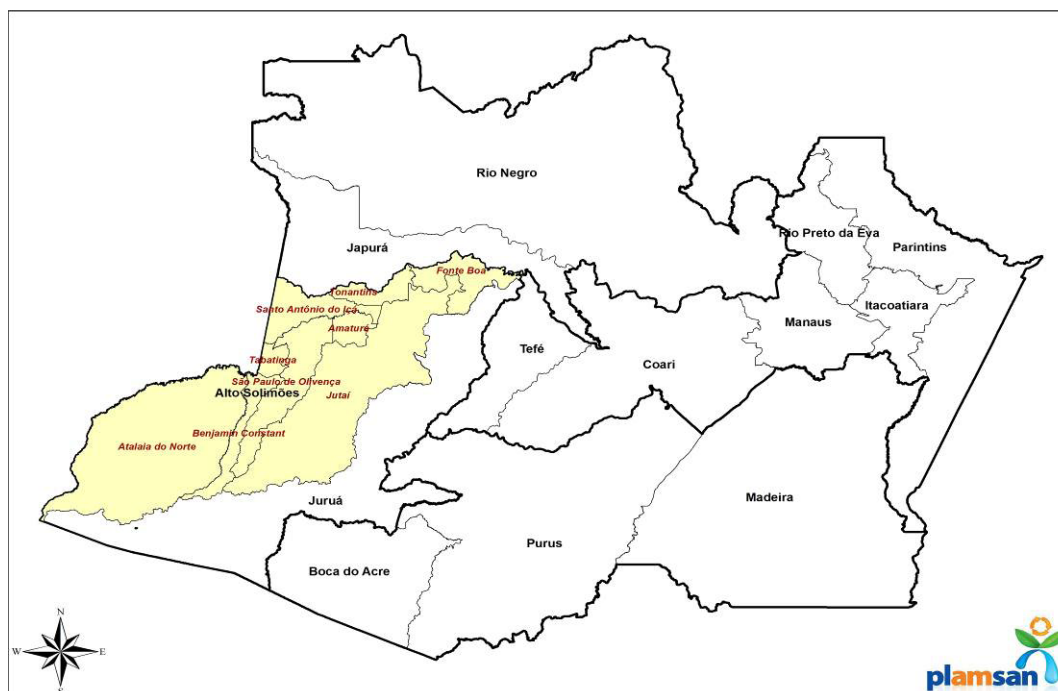 Rio Negro
Rio Preto da Eva
Parintins
Japurá
Fonte Boa
Tonantins
Santo Antônio do Içá
Amaturá
Itacoatiara
Manaus
Tefé
Coari
Tabatinga
São Paulo de Olivença
Alto Solimões
Jutaí
Benjamin Constant
Atalaia do Norte
Juruá
Madeira
Purus
Boca do Acre
N
W
E
S
plamsan